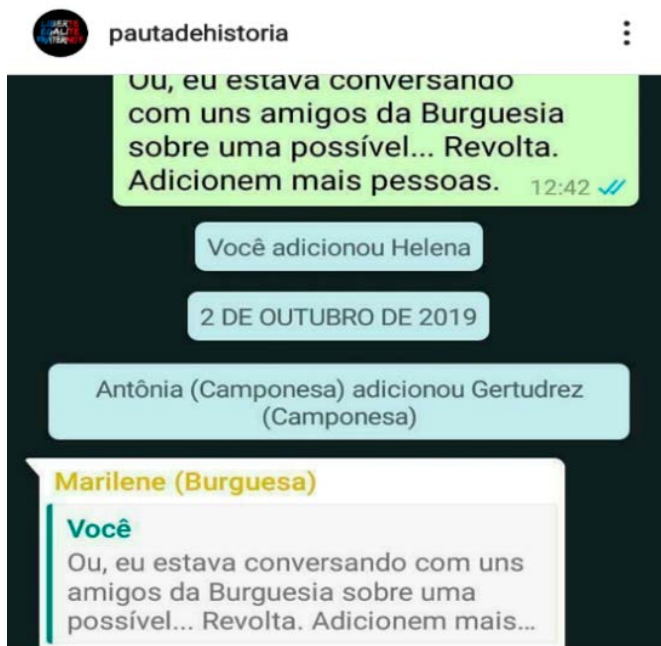 pautadehistoria
Ou, eu estava conversando
com uns amigos da Burguesia
sobre uma possível... Revolta.
Adicionem mais pessoas. 12:42
Você adicionou Helena
2 DE OUTUBRO DE 2019
Antônia (Camponesa) adicionou Gertudrez
(Camponesa)
Marilene (Burguesa)
Você
Ou, eu estava conversando com uns
amigos da Burguesia sobre uma
possível... Revolta. Adicionem mais...